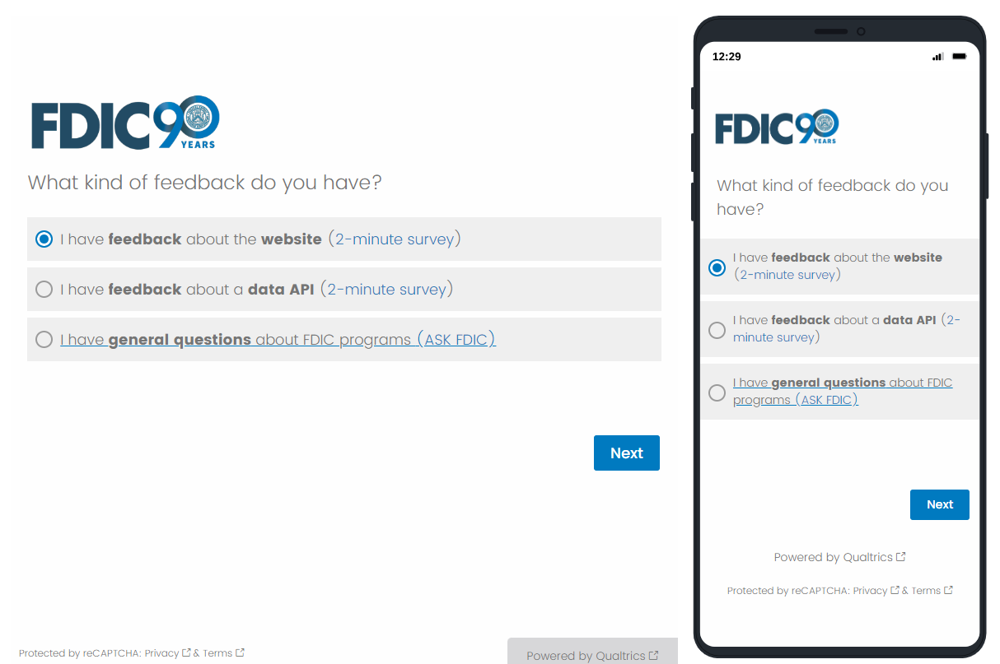 FDIC 90
YEARS
What kind of feedback do you have?
I have feedback about the website (2-minute survey)
I have feedback about a data API (2-minute survey)
I have general questions about FDIC programs (ASK FDIC)
Next
Protected by reCAPTCHA: Privacy & Terms
Powered by Qualtrics
12:29
FDIC 90
YEARS
What kind of feedback do you
have?
I have feedback about the website
(2-minute survey)
I have feedback about a data API (2-
minute survey)
I have general questions about FDIC
programs (ASK FDIC)
Next
Powered by Qualtrics
Protected by reCAPTCHA: Privacy & Terms